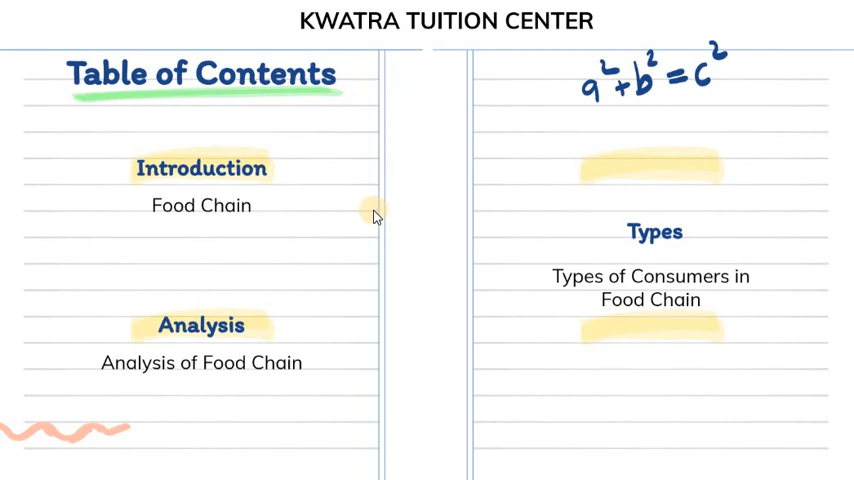 KWATRA TUITION CENTER
Table of Contents
Introduction
Food Chain
Analysis
Analysis of Food Chain
a²+b²=c²
Types
Types of Consumers in
Food Chain